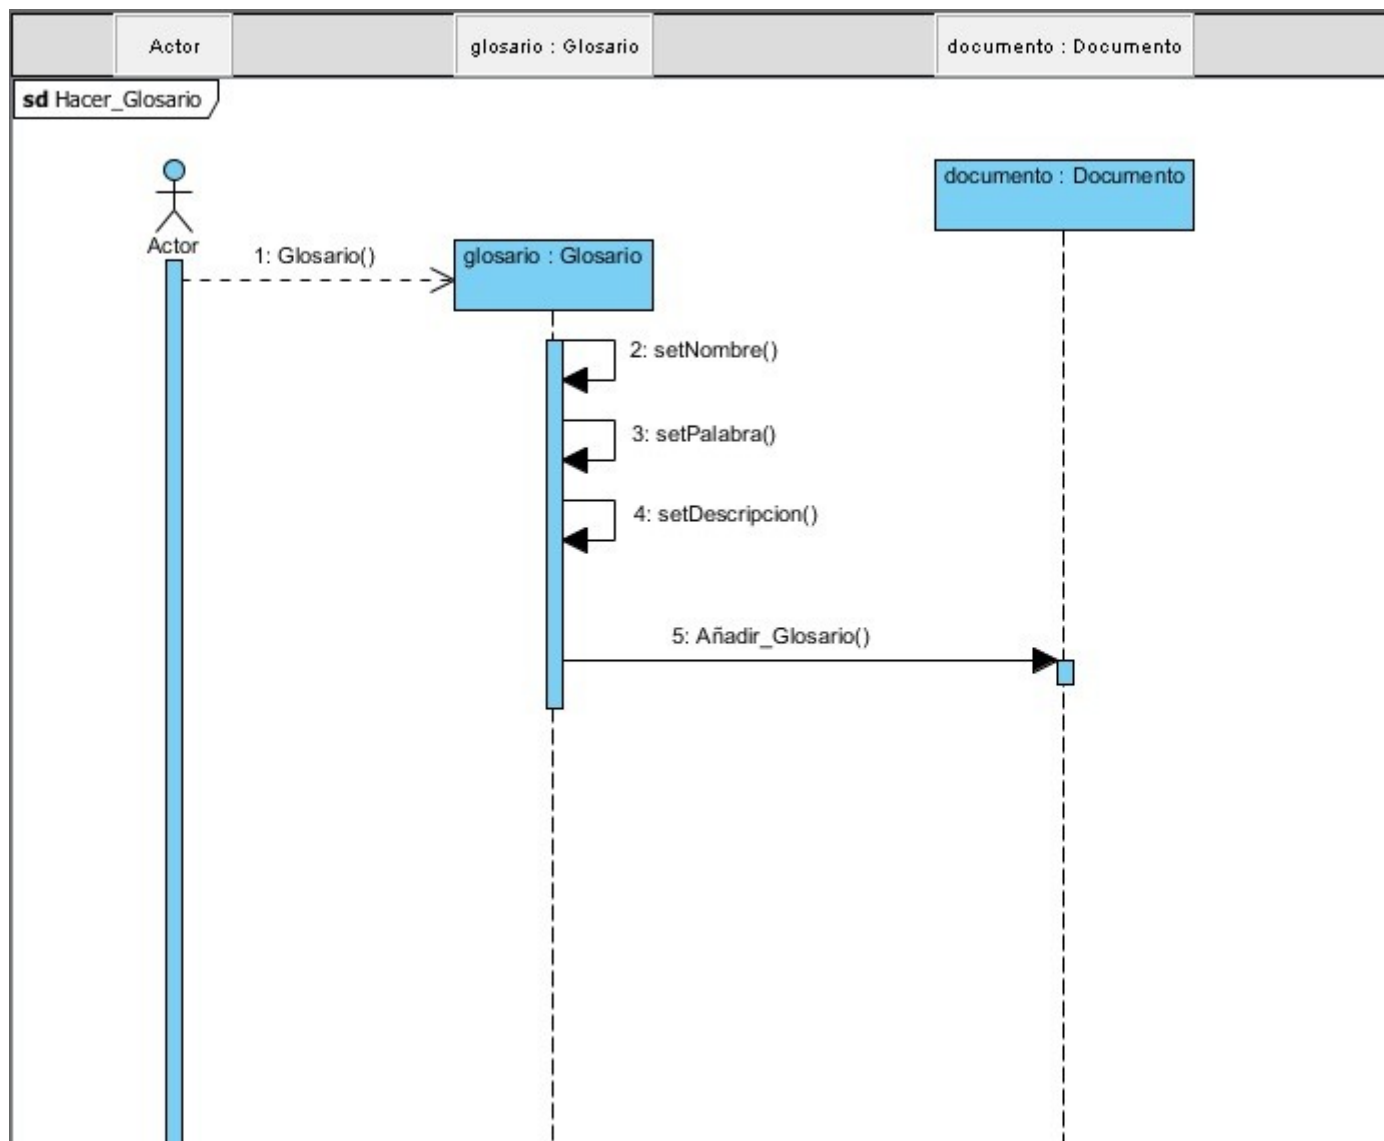 Actor
glosario : Glosario
documento : Documento
sd Hacer_Glosario
documento : Documento
Actor
1: Glosario()
glosario : Glosario
2: setNombre()
3: setPalabra()
4: setDescripcion()
5: Añadir_Glosario()